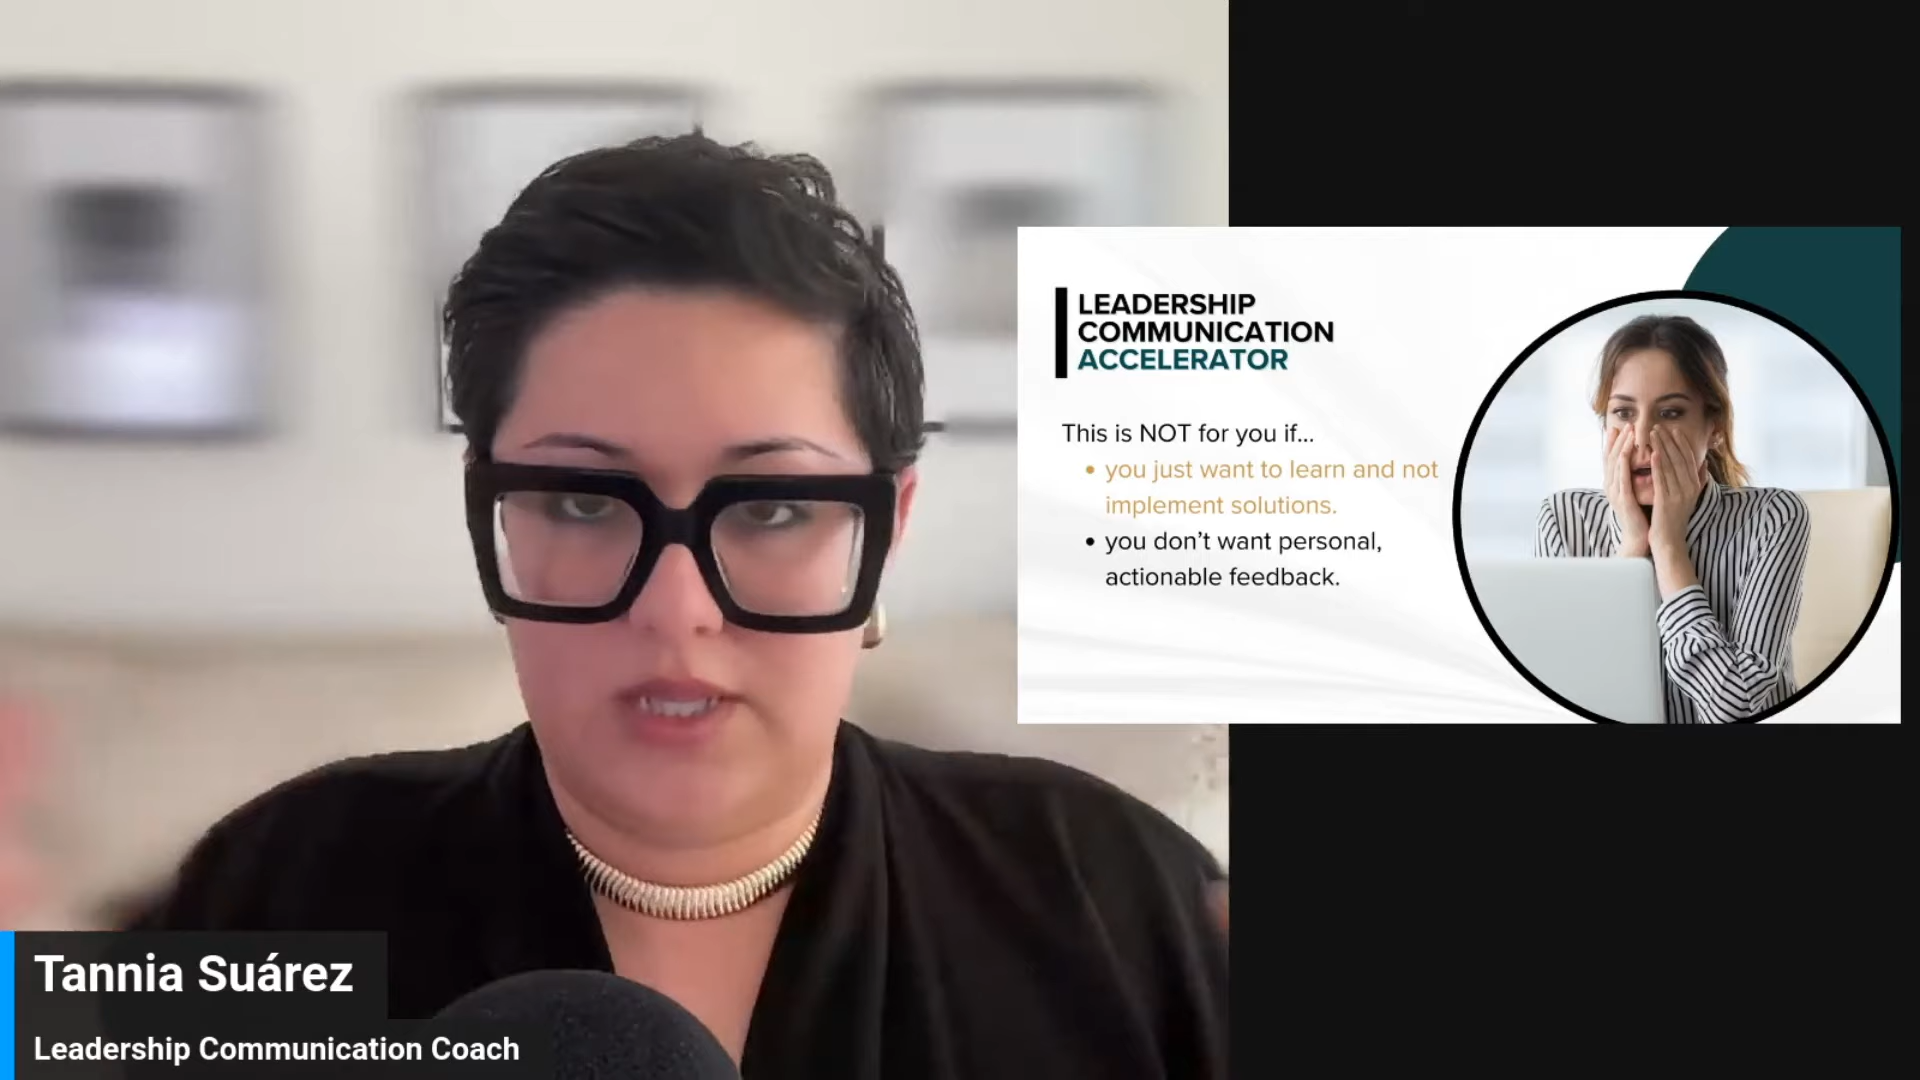 LEADERSHIP
COMMUNICATION
ACCELERATOR
This is NOT for you if...
• you just want to learn and not
implement solutions.
• you don't want personal,
actionable feedback.
Tannia Suárez
Leadership Communication Coach